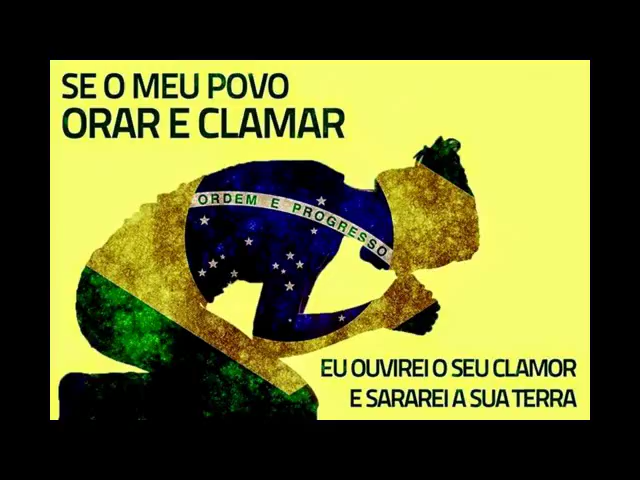 SE O MEU POVO
ORAR E CLAMAR
ORDEM E PROGRESSO
EU OUVIREI O SEU CLAMOR
E SARAREI A SUA TERRA